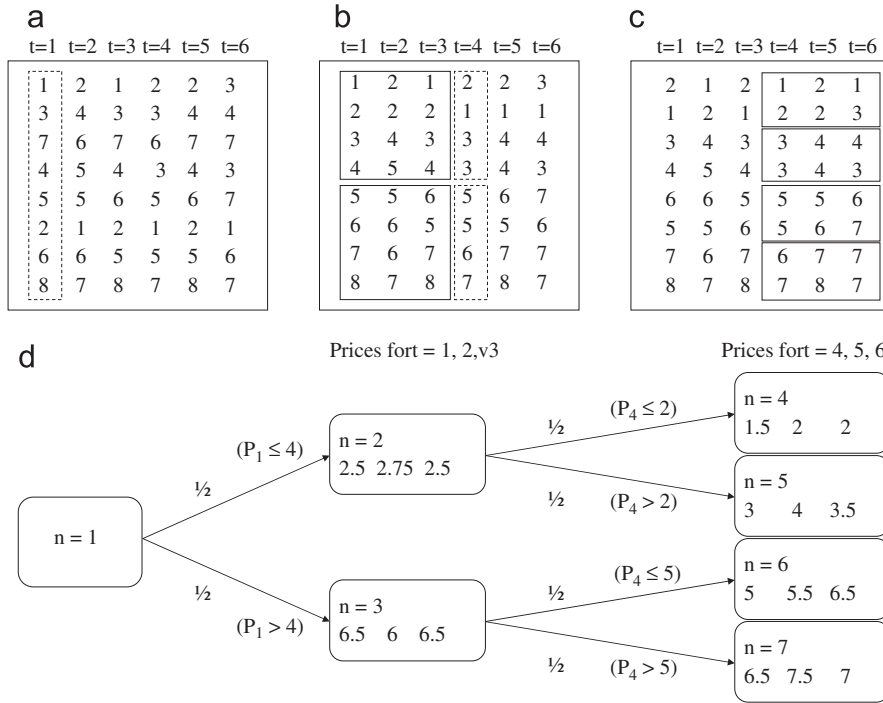 a
t=1 t=2 t=3 t=4 t=5 t=6
1 2 1 2 2 3
3 4 3 3 4 4
7 6 7 6 7 7
4 5 4 3 4 3
5 5 6 5 6 7
2 1 2 1 2 1
6 6 5 5 5 6
8 7 8 7 8 7
b
t=1 t=2 t=3 t=4 t=5 t=6
1 2 1 2 2 3
2 2 2 1 1 1
3 4 3 3 4 4
4 5 4 3 4 3
5 5 6 5 6 7
6 6 5 5 5 6
7 6 7 6 7 7
8 7 8 7 8 7
c
t=1 t=2 t=3 t=4 t=5 t=6
2 1 2 1 2 1
1 2 1 2 2 3
3 4 3 3 4 4
4 5 4 3 4 3
6 6 5 5 5 6
5 5 6 5 6 7
7 6 7 6 7 7
8 7 8 7 8 7
d
Prices fort = 1, 2,v3
Prices fort = 4, 5, 6
n = 1
½
(P1 ≤ 4)
½
(P1 > 4)
n = 2
2.5 2.75 2.5
n = 3
6.5 6 6.5
½
(P4 ≤ 2)
½
(P4 > 2)
½
(P4 ≤ 5)
½
(P4 > 5)
n = 4
1.5 2 2
n = 5
3 4 3.5
n = 6
5 5.5 6.5
n = 7
6.5 7.5 7